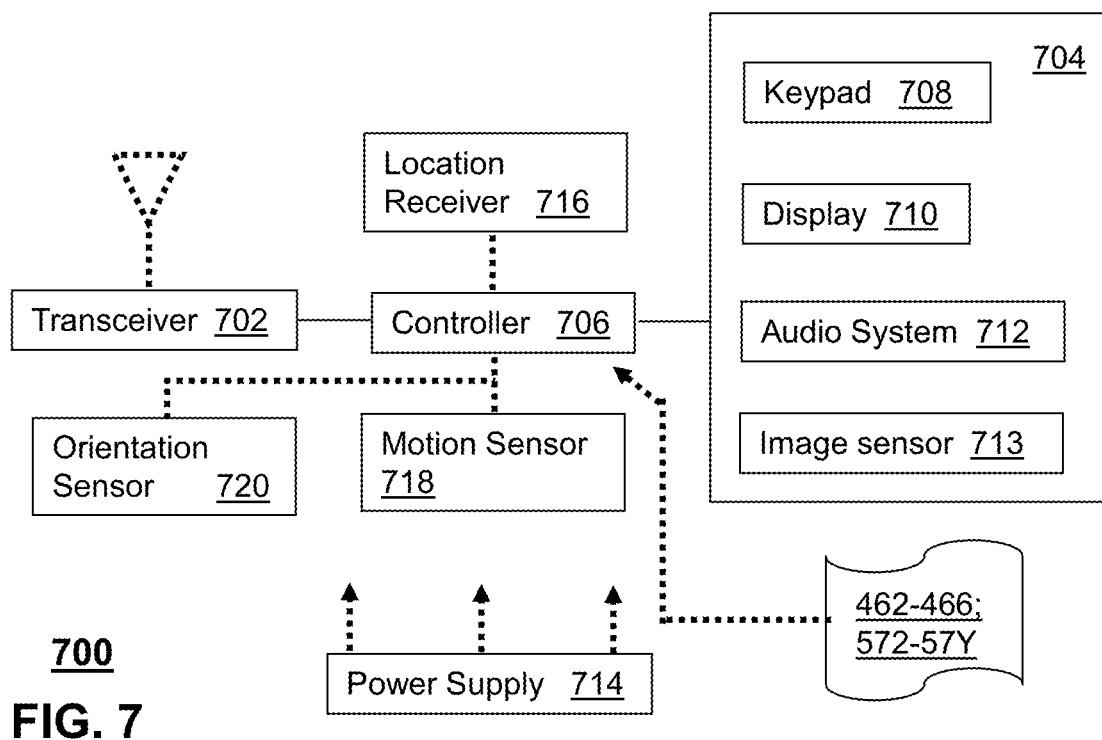 704
Keypad 708
Location
Receiver 716
Display 710
Transceiver 702
Controller 706
Audio System 712
Orientation
Sensor 720
Motion Sensor
718
Image sensor 713
462-466;
572-57Y
700
Power Supply 714
FIG. 7